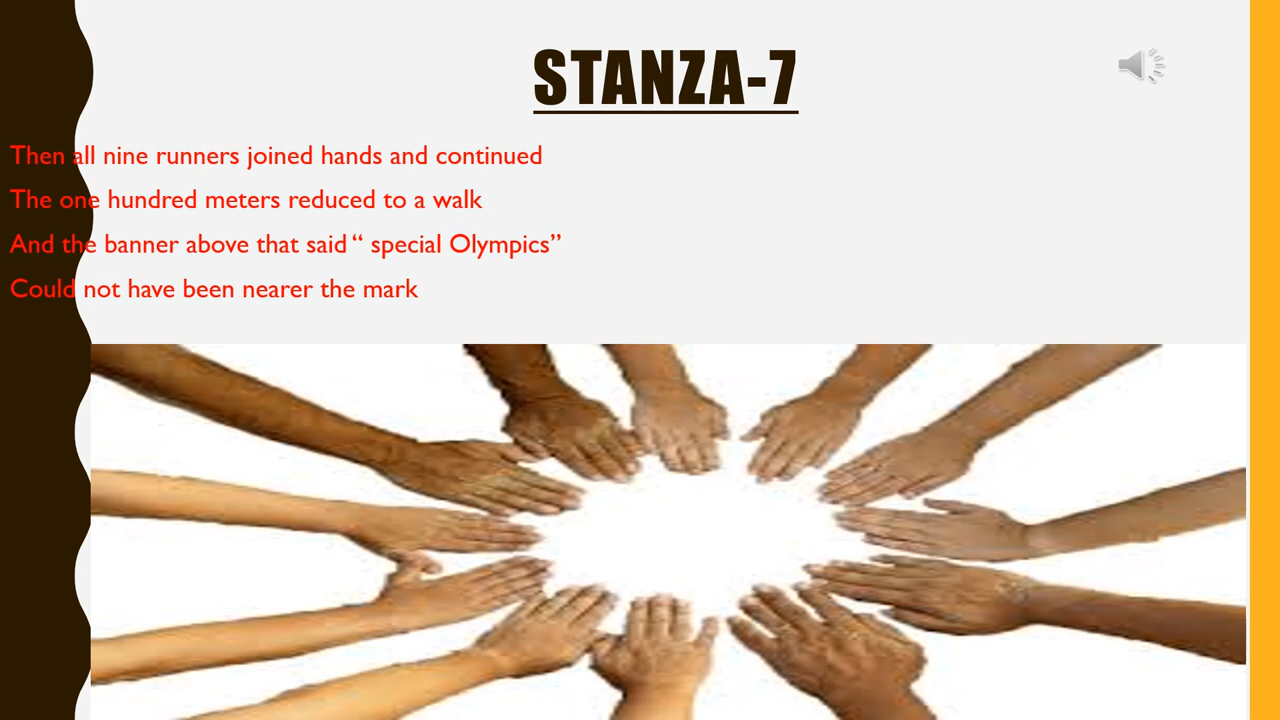 STANZA-7
Then all nine runners joined hands and continued
The one hundred meters reduced to a walk
And the banner above that said “ special Olympics”
Could not have been nearer the mark